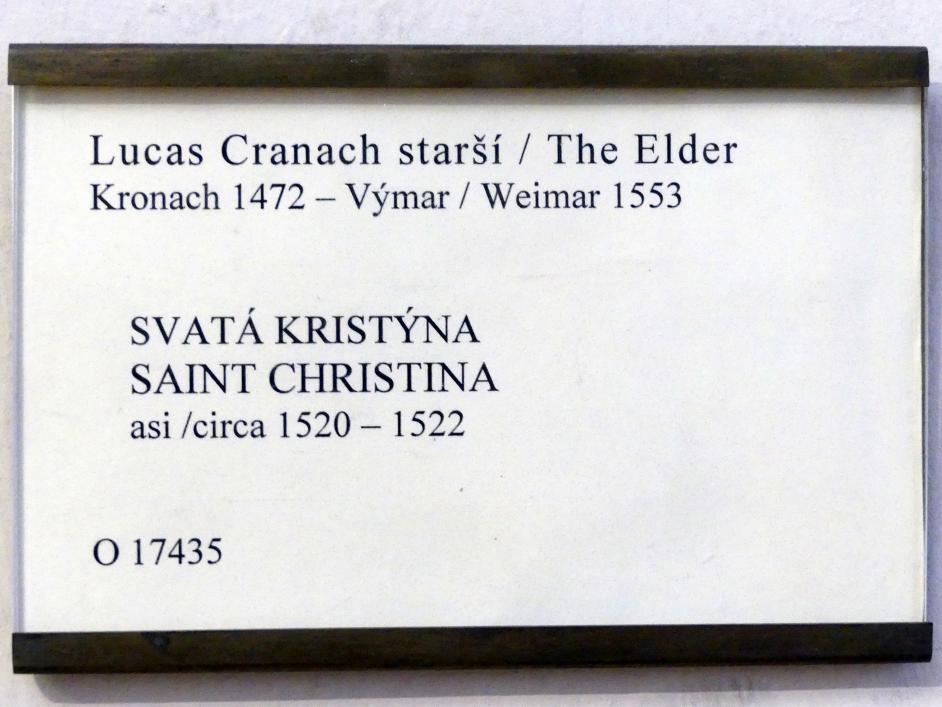 Lucas Cranach starší / The Elder
Kronach 1472 – Výmar / Weimar 1553
SVATÁ KRISTÝNA
SAINT CHRISTINA
asi /circa 1520 – 1522
O 17435